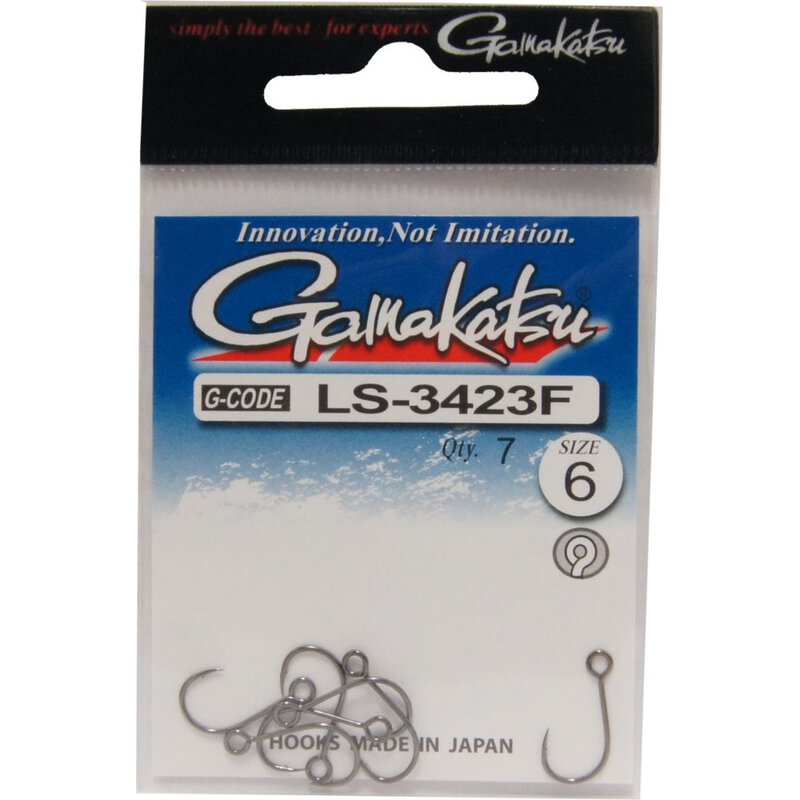 simply the best for experts Gamakatsu
Innovation,Not Imitation.
Gamakatsu®
G-CODE LS-3423F
Qty. 7
SIZE
6
HOOKS MADE IN JAPAN